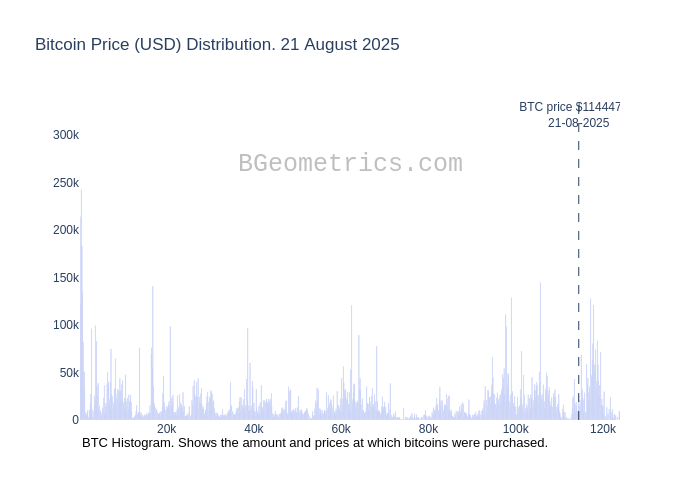 Bitcoin Price (USD) Distribution. 21 August 2025
BTC price $114447
21-08-2025
300k
BGeometrics.com
250k
200k
150k
100k
50k
0
20k 40k 60k 80k 100k 120k
BTC Histogram. Shows the amount and prices at which bitcoins were purchased.